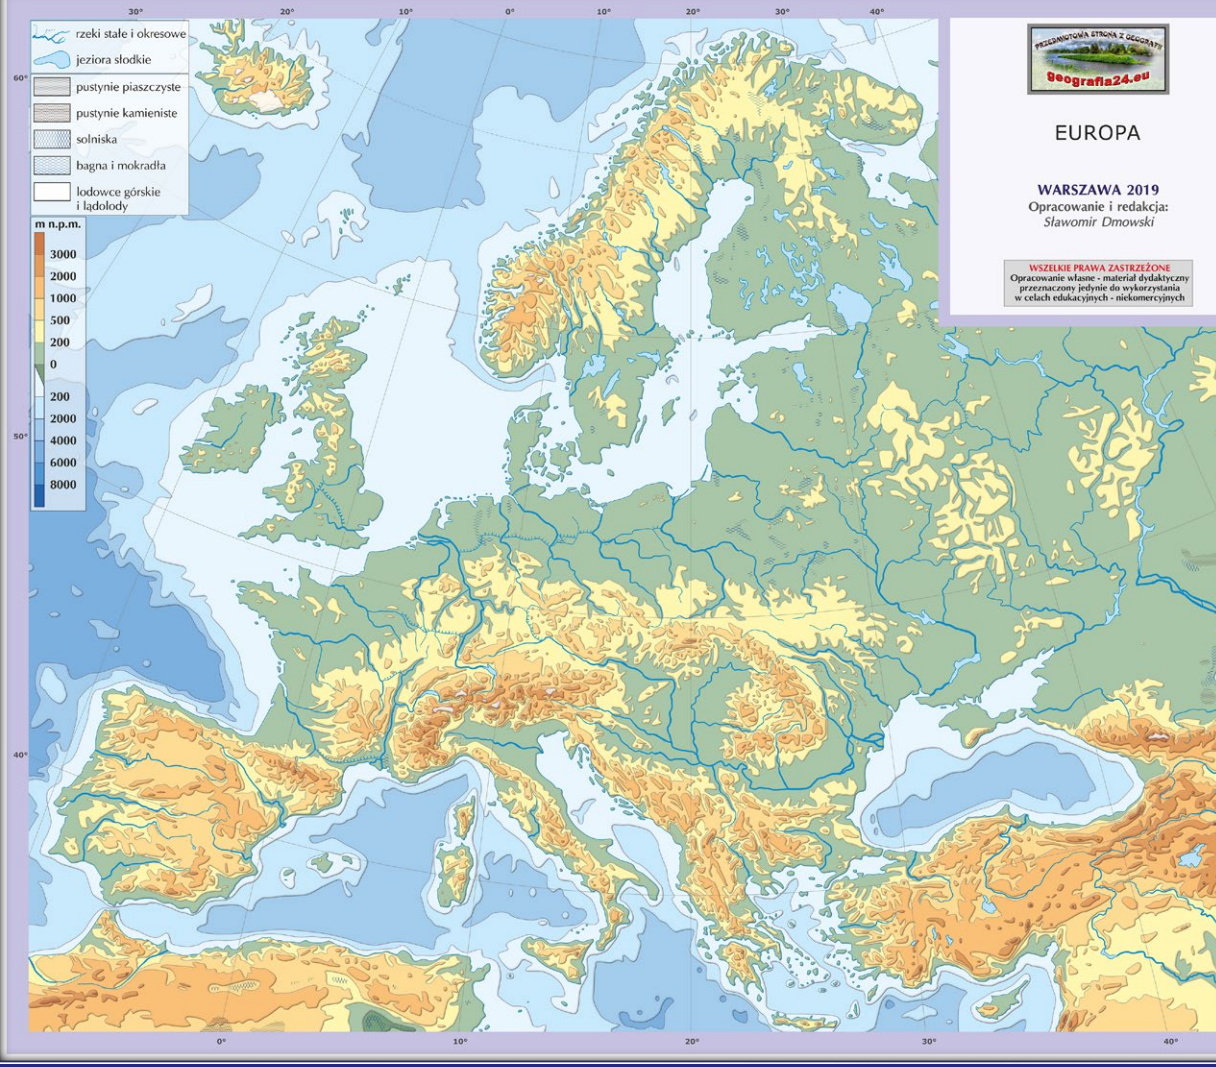 30°
20°
10°
0°
10°
20°
30°
40°
rzeki stałe i okresowe
jeziora słodkie
pustynie piaszczyste
pustynie kamieniste
solniska
bagna i mokradła
lodowce górskie
i lądolody
m n.p.m.
3000
2000
1000
500
200
0
200
2000
4000
6000
8000
60°
50°
40°
PRZEDMIOTOWA STRONA Z GEOGRAFII
geografia24.eu
EUROPA
WARSZAWA 2019
Opracowanie i redakcja:
Sławomir Dmowski
WSZELKIE PRAWA ZASTRZEŻONE
Opracowanie własne - materiał dydaktyczny
przeznaczony jedynie do wykorzystania
w celach edukacyjnych - niekomercyjnych
0°
10°
20°
30°
40°